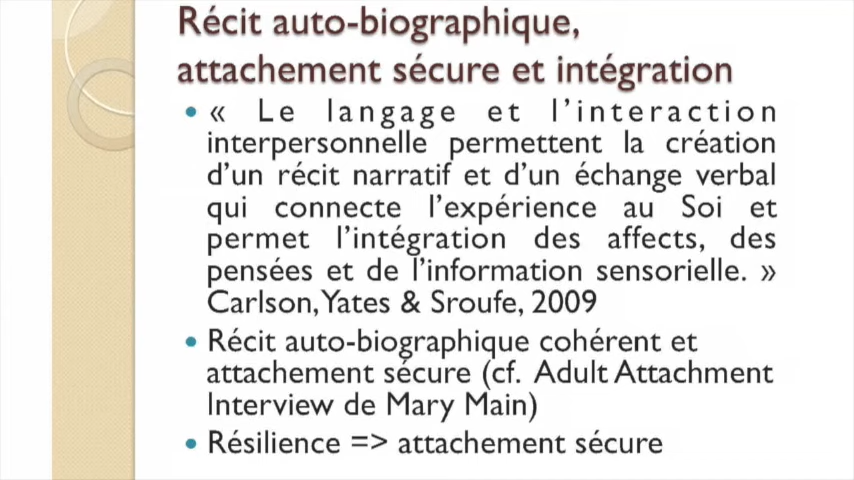 Récit auto-biographique,
attachement sécure et intégration
• « Le langage et l'interaction
interpersonnelle permettent la création
d'un récit narratif et d'un échange verbal
qui connecte l'expérience au Soi et
permet l'intégration des affects, des
pensées et de l'information sensorielle. »
Carlson, Yates & Sroufe, 2009
• Récit auto-biographique cohérent et
attachement sécure (cf. Adult Attachment
Interview de Mary Main)
• Résilience => attachement sécure